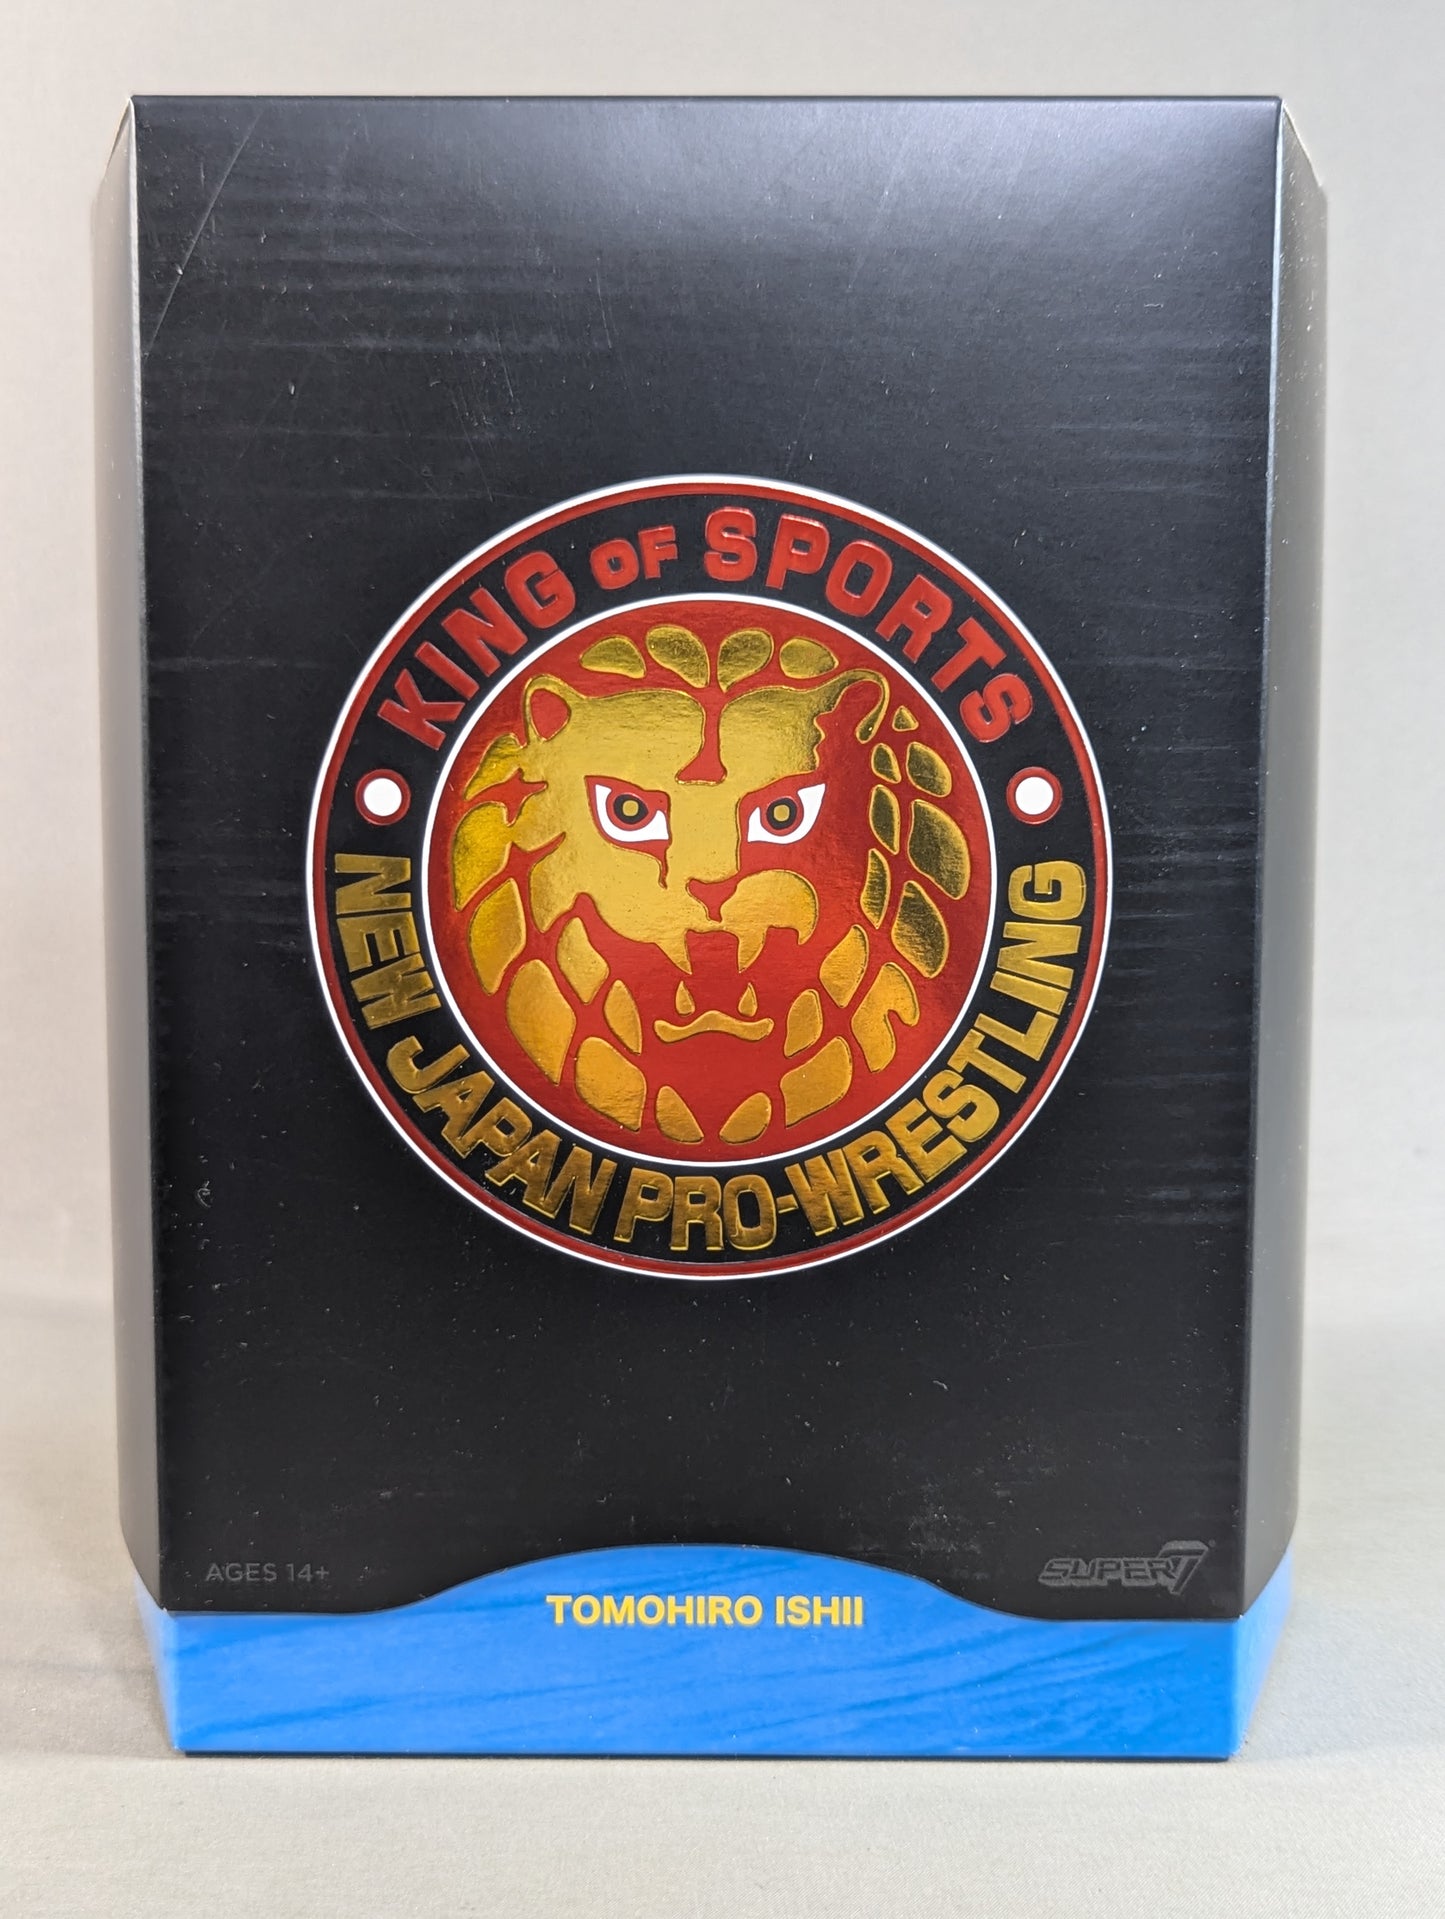 KING OF SPORTS
NEW JAPAN PRO-WRESTLING
AGES 14+
SUPER7
TOMOHIRO ISHII